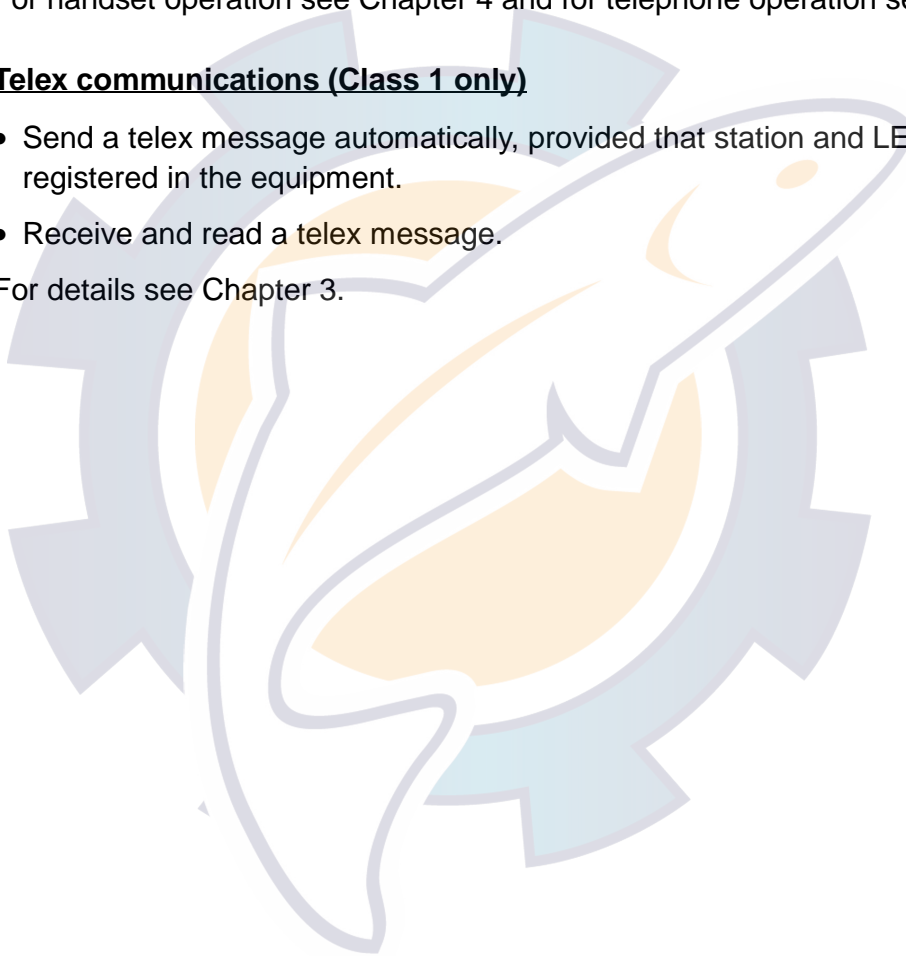 or handset operation see Chapter 4 and for telephone operation se
Telex communications (Class 1 only)
• Send a telex message automatically, provided that station and LE
registered in the equipment.
• Receive and read a telex message.
For details see Chapter 3.